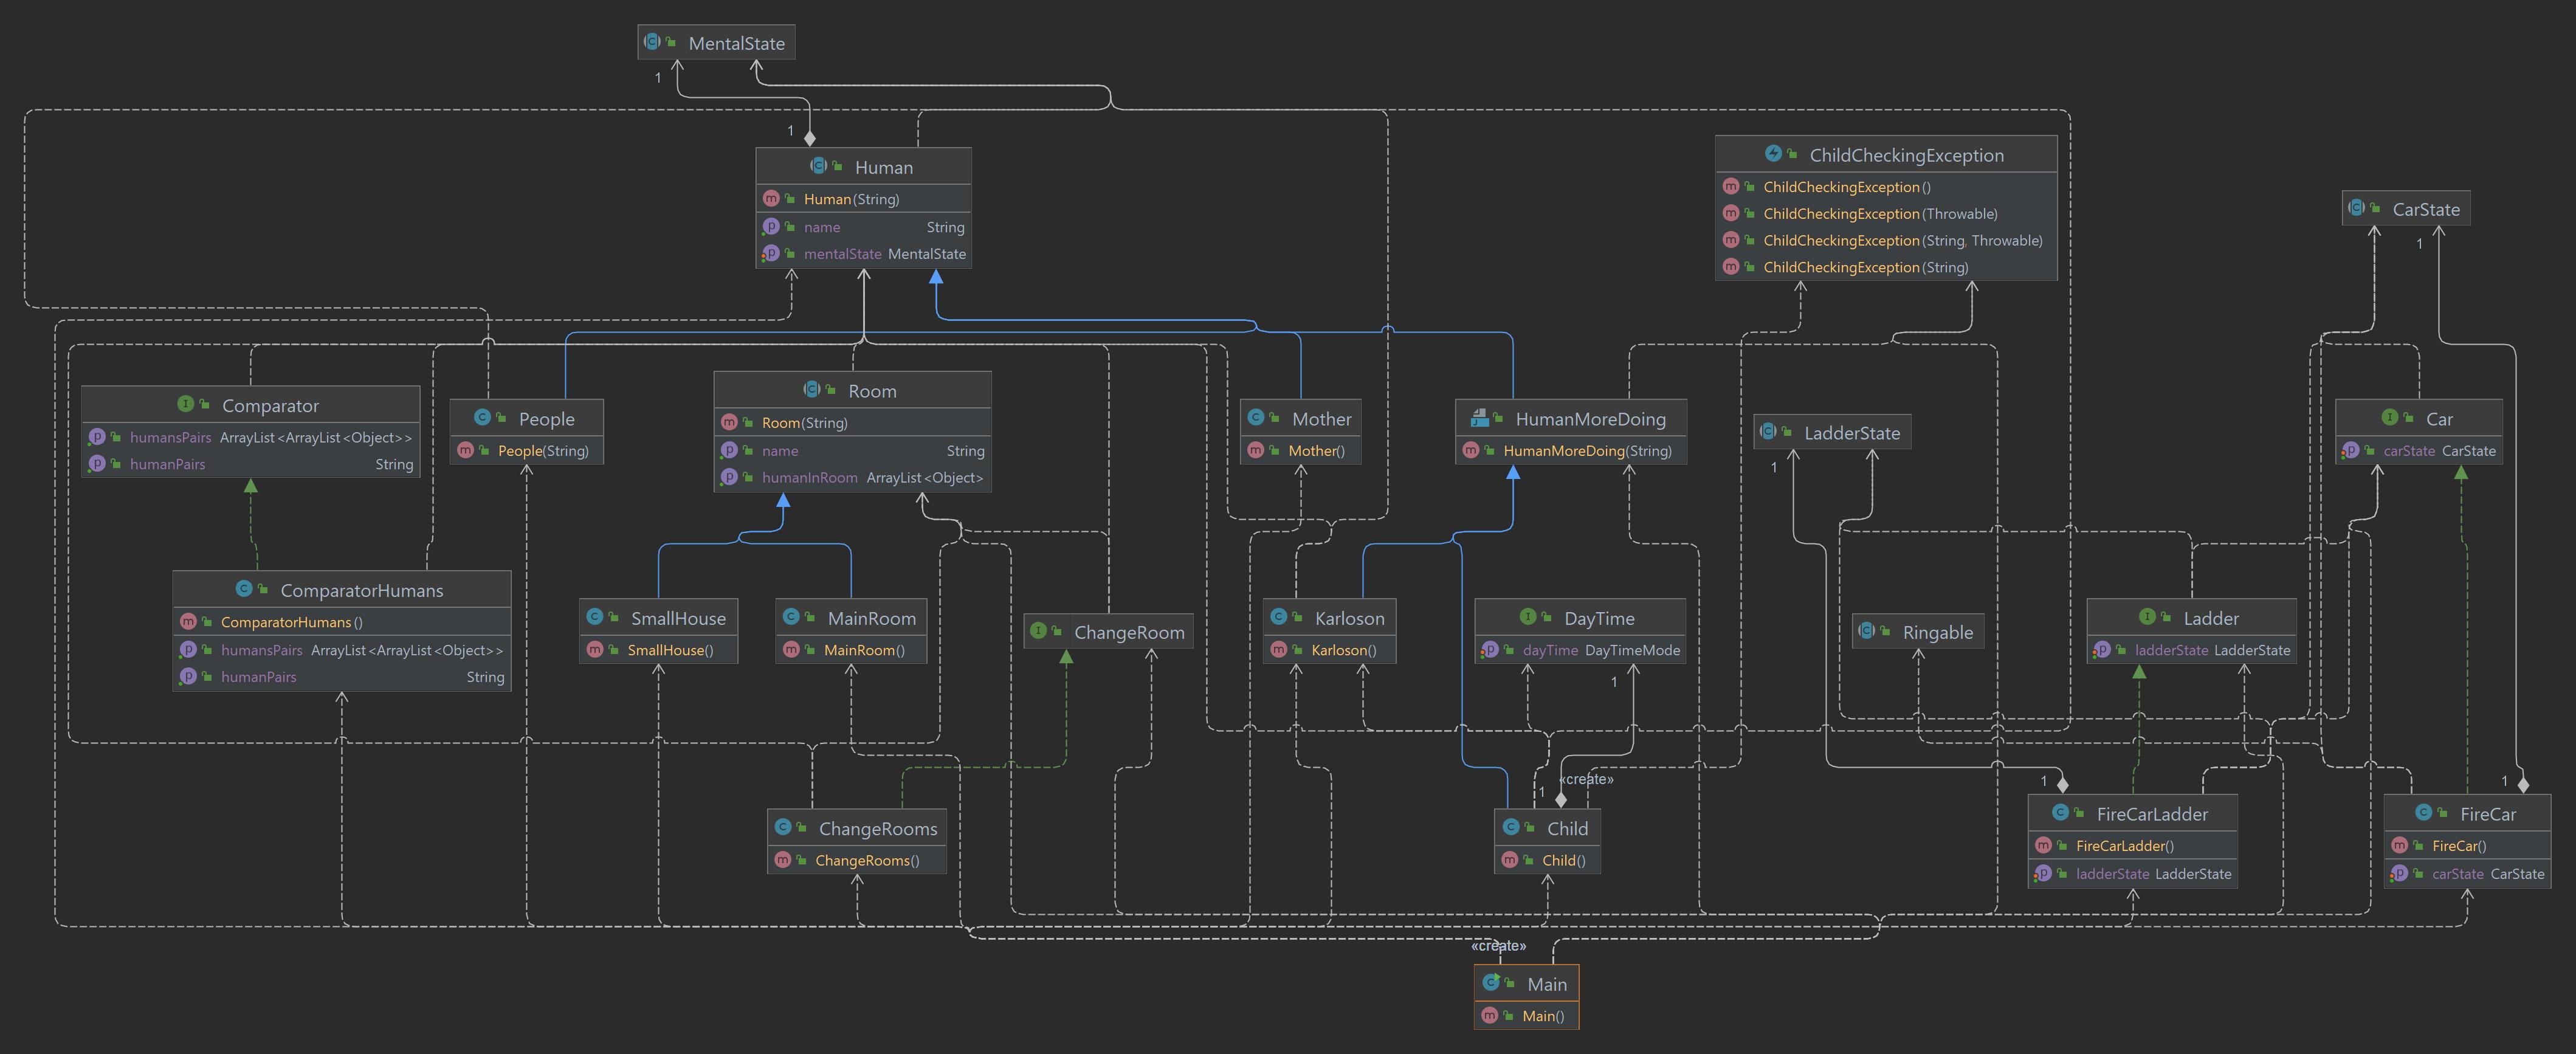 MentalState
1
1
Human
Human(String)
name String
mentalState MentalState
ChildCheckingException
ChildCheckingException()
ChildCheckingException(Throwable)
ChildCheckingException(String, Throwable)
ChildCheckingException(String)
CarState
1
Comparator
humansPairs ArrayList<ArrayList<Object>>
humanPairs String
People
People(String)
Room
Room(String)
name String
humanInRoom ArrayList<Object>
Mother
Mother()
HumanMoreDoing
HumanMoreDoing(String)
LadderState
1
Car
carState CarState
ComparatorHumans
ComparatorHumans()
humansPairs ArrayList<ArrayList<Object>>
humanPairs String
SmallHouse
SmallHouse()
MainRoom
MainRoom()
ChangeRoom
Karloson
Karloson()
DayTime
dayTime DayTimeMode
1
Ringable
Ladder
ladderState LadderState
«create»
1
1
1
ChangeRooms
ChangeRooms()
Child
Child()
FireCarLadder
FireCarLadder()
ladderState LadderState
FireCar
FireCar()
carState CarState
«create»
Main
Main()